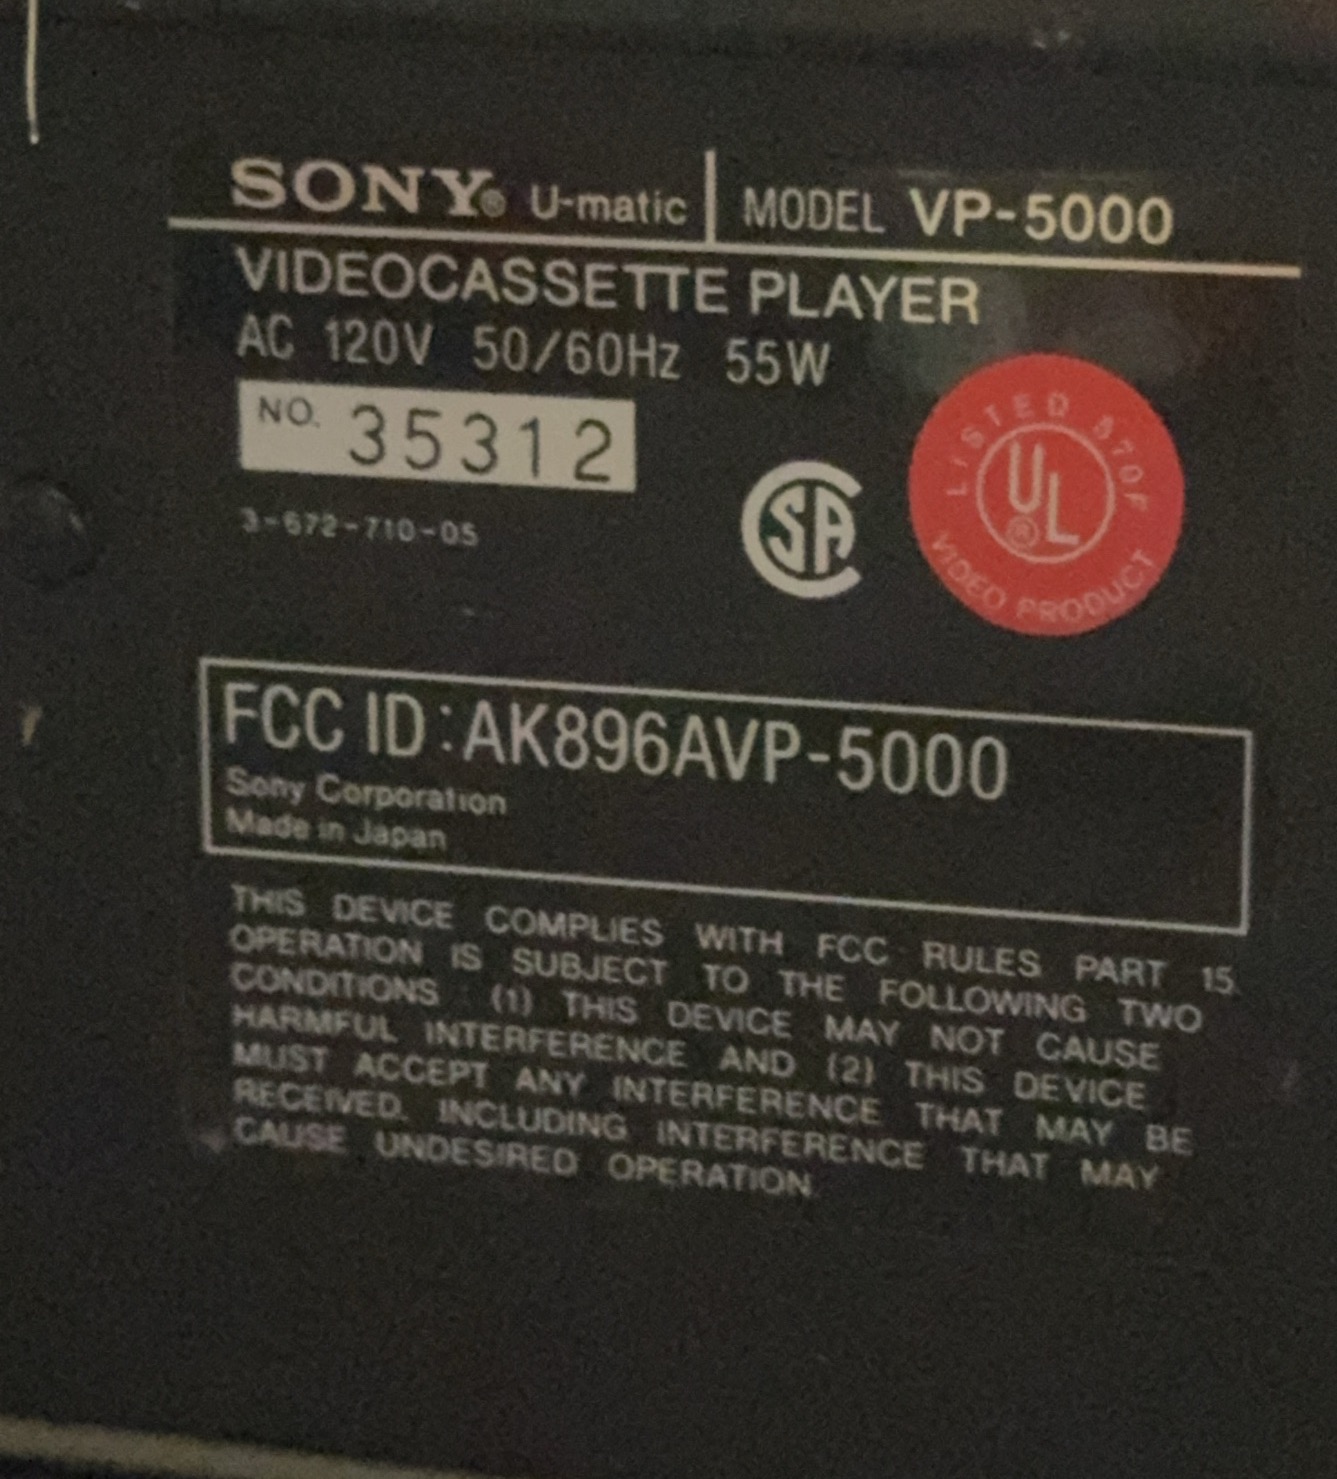 SONY® U-matic MODEL VP-5000
VIDEOCASSETTE PLAYER
AC 120V 50/60Hz 55W
NO. 35312
3-672-710-05
SA
LISTED 570F
UL®
VIDEO PRODUCT
FCC ID:AK896AVP-5000
Sony Corporation
Made in Japan
THIS DEVICE COMPLIES WITH FCC RULES PART 15.
OPERATION IS SUBJECT TO THE FOLLOWING TWO
CONDITIONS : (1) THIS DEVICE MAY NOT CAUSE
HARMFUL INTERFERENCE AND (2) THIS DEVICE
MUST ACCEPT ANY INTERFERENCE THAT MAY BE
RECEIVED, INCLUDING INTERFERENCE THAT MAY
CAUSE UNDESIRED OPERATION.